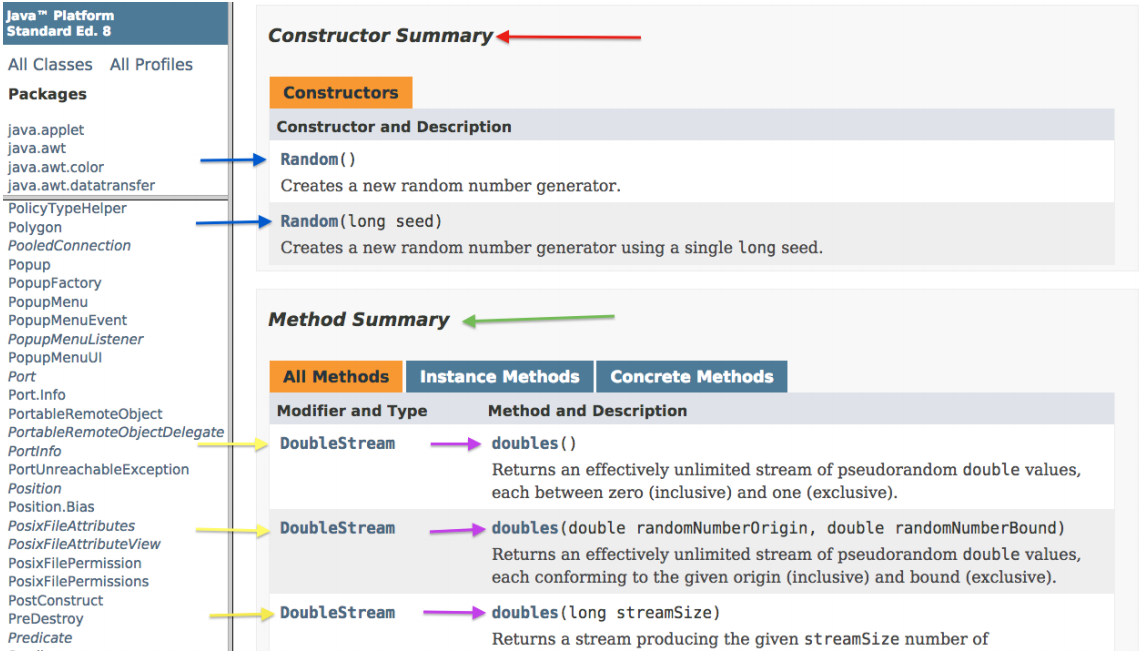 Java™ Platform
Standard Ed. 8
All Classes All Profiles
Packages
java.applet
java.awt
java.awt.color
java.awt.datatransfer
PolicyTypeHelper
Polygon
PooledConnection
Popup
PopupFactory
PopupMenu
PopupMenuEvent
PopupMenuListener
PopupMenuUI
Port
Port.Info
PortableRemoteObject
PortableRemoteObjectDelegate
PortInfo
PortUnreachableException
Position
Position.Bias
PosixFileAttributes
PosixFileAttributeView
PosixFilePermission
PosixFilePermissions
PostConstruct
PreDestroy
Predicate
Constructor Summary
Constructors
Constructor and Description
Random()
Creates a new random number generator.
Random(long seed)
Creates a new random number generator using a single long seed.
Method Summary
All Methods Instance Methods Concrete Methods
Modifier and Type Method and Description
DoubleStream doubles()
Returns an effectively unlimited stream of pseudorandom double values,
each between zero (inclusive) and one (exclusive).
DoubleStream doubles(double randomNumberOrigin, double randomNumberBound)
Returns an effectively unlimited stream of pseudorandom double values,
each conforming to the given origin (inclusive) and bound (exclusive).
DoubleStream doubles(long streamSize)
Returns a stream producing the given streamSize number of